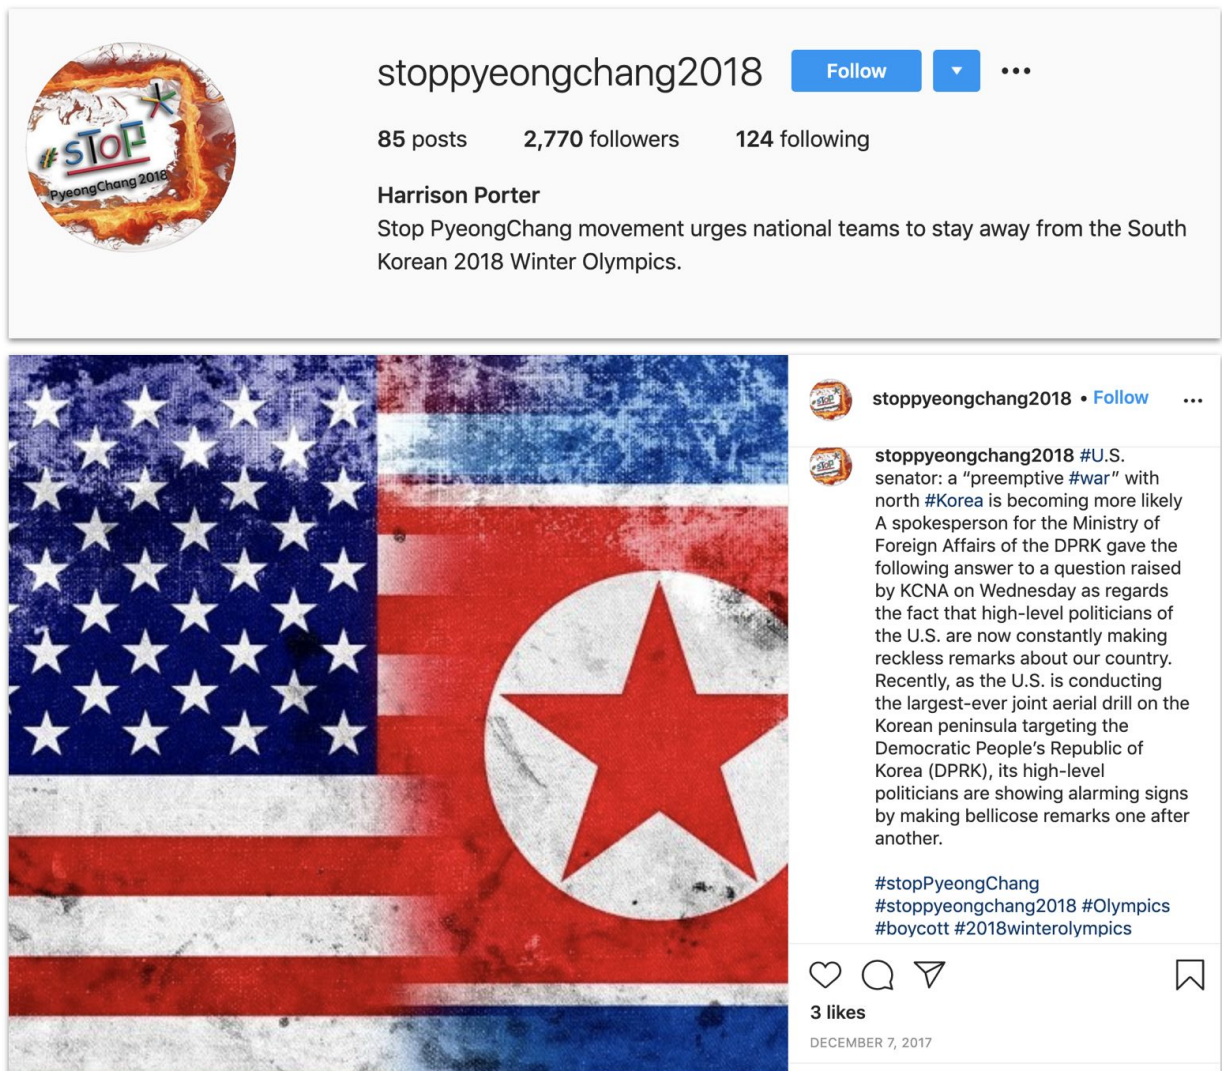 stoppyeongchang2018 Follow
85 posts 2,770 followers 124 following
Harrison Porter
Stop PyeongChang movement urges national teams to stay away from the South
Korean 2018 Winter Olympics.
#STOP
PyeongChang 2018
stoppyeongchang2018 • Follow
stoppyeongchang2018 #U.S.
senator: a “preemptive #war” with
north #Korea is becoming more likely
A spokesperson for the Ministry of
Foreign Affairs of the DPRK gave the
following answer to a question raised
by KCNA on Wednesday as regards
the fact that high-level politicians of
the U.S. are now constantly making
reckless remarks about our country.
Recently, as the U.S. is conducting
the largest-ever joint aerial drill on the
Korean peninsula targeting the
Democratic People’s Republic of
Korea (DPRK), its high-level
politicians are showing alarming signs
by making bellicose remarks one after
another.
#stopPyeongChang
#stoppyeongchang2018 #Olympics
#boycott #2018winterolympics
3 likes
DECEMBER 7, 2017